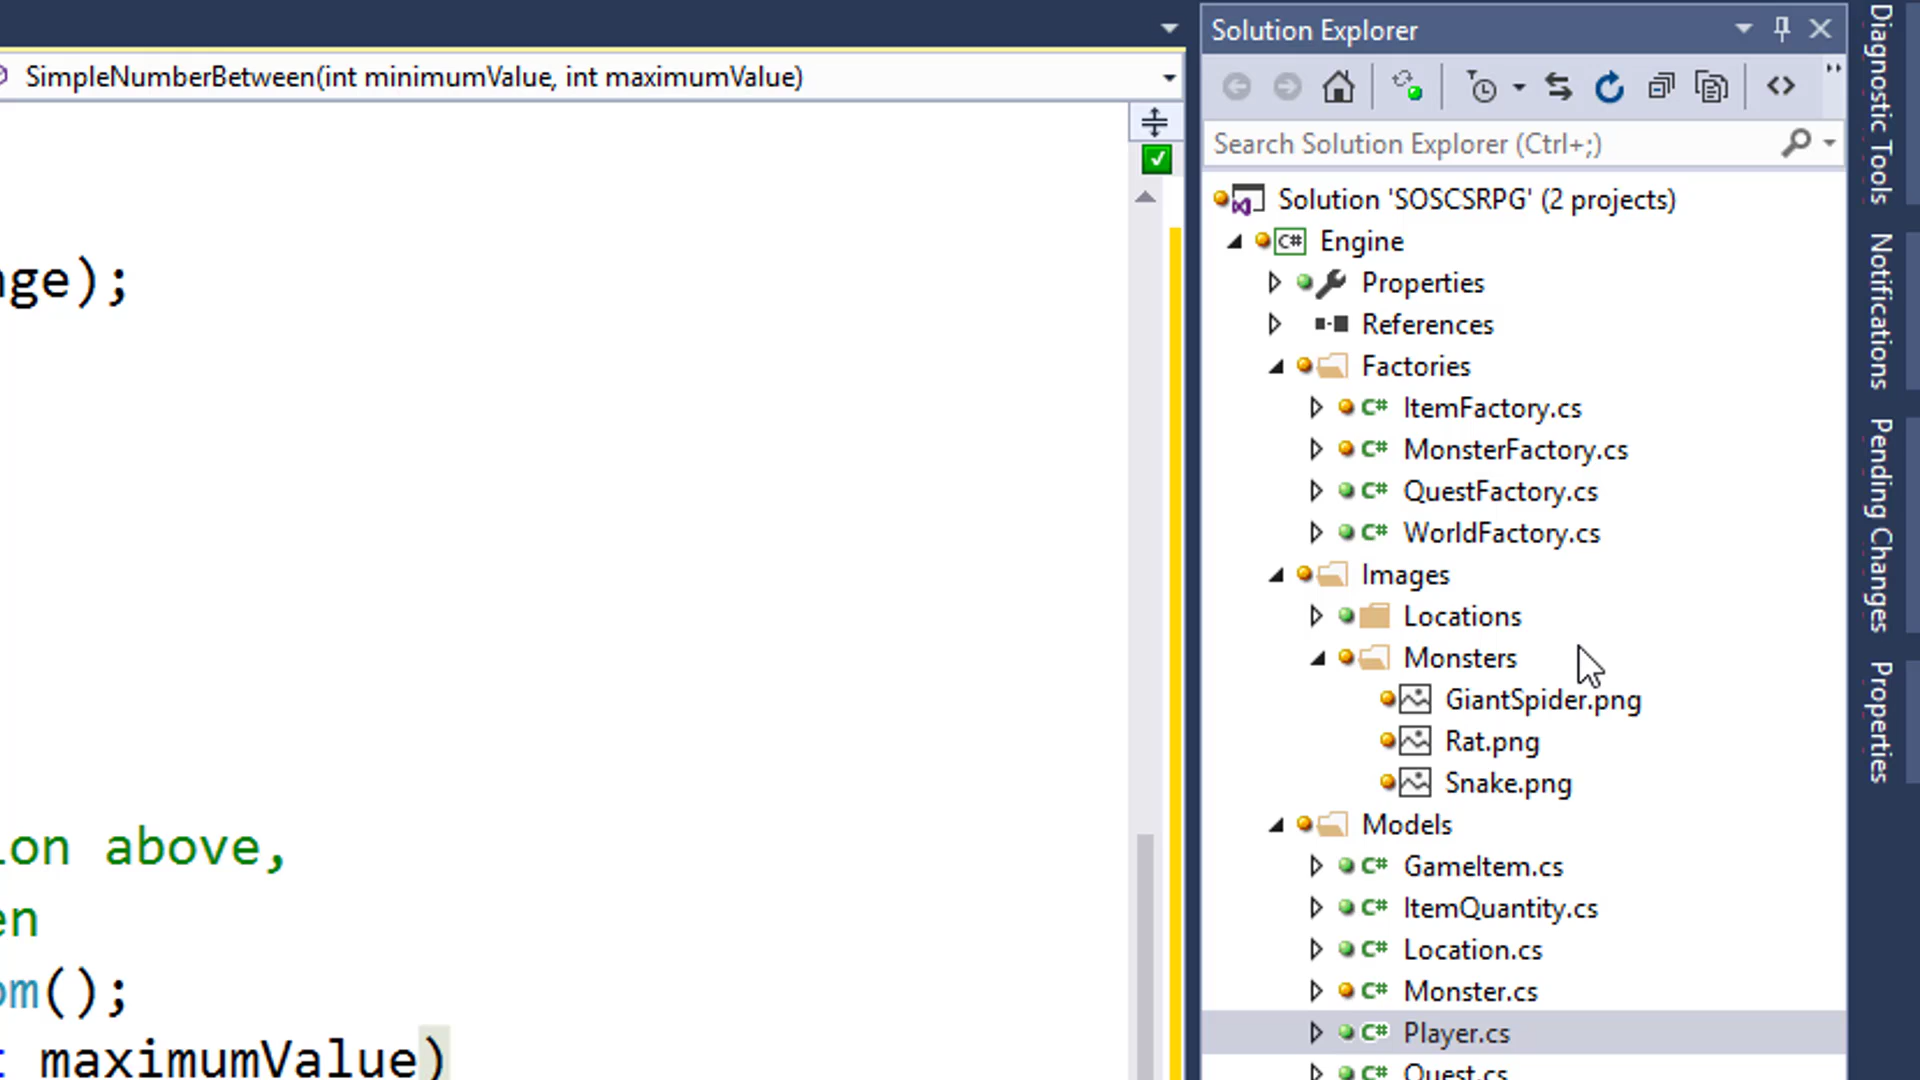 SimpleNumberBetween(int minimumValue, int maximumValue)
nge);
ion above,
en
om();
t maximumValue)
Solution Explorer
Search Solution Explorer (Ctrl+;)
Solution 'SOSCSRPG' (2 projects)
C# Engine
Properties
References
Factories
C# ItemFactory.cs
C# MonsterFactory.cs
C# QuestFactory.cs
C# WorldFactory.cs
Images
Locations
Monsters
GiantSpider.png
Rat.png
Snake.png
Models
C# GameItem.cs
C# ItemQuantity.cs
C# Location.cs
C# Monster.cs
C# Player.cs
C# Quest.cs
Diagnostic Tools
Notifications
Pending Changes
Properties